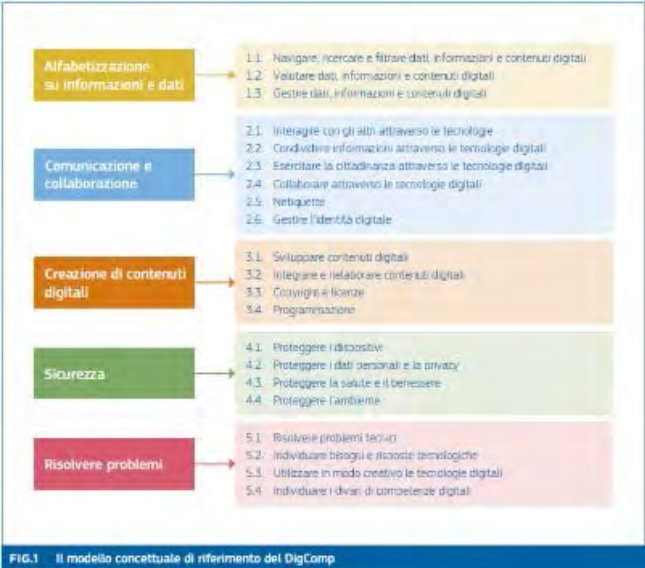 Alfabetizzazione
su informazioni e dati
1.1. Navigare, ricercare e filtrare dati, informazioni e contenuti digitali
1.2. Valutare dati, informazioni e contenuti digitali
1.3. Gestire dati, informazioni e contenuti digitali
Comunicazione e
collaborazione
2.1. Interagire con gli altri attraverso le tecnologie
2.2. Condividere informazioni attraverso le tecnologie digitali
2.3. Esercitare la cittadinanza attraverso le tecnologie digitali
2.4. Collaborare attraverso le tecnologie digitali
2.5. Netiquette
2.6. Gestire l'identità digitale
Creazione di contenuti
digitali
3.1. Sviluppare contenuti digitali
3.2. Integrare e rielaborare contenuti digitali
3.3. Copyright e licenze
3.4. Programmazione
Sicurezza
4.1. Proteggere i dispositivi
4.2. Proteggere i dati personali e la privacy
4.3. Proteggere la salute e il benessere
4.4. Proteggere l'ambiente
Risolvere problemi
5.1. Risolvere problemi tecnici
5.2. Individuare bisogni e risposte tecnologiche
5.3. Utilizzare in modo creativo le tecnologie digitali
5.4. Individuare i divari di competenze digitali
FIG.1 Il modello concettuale di riferimento del DigComp